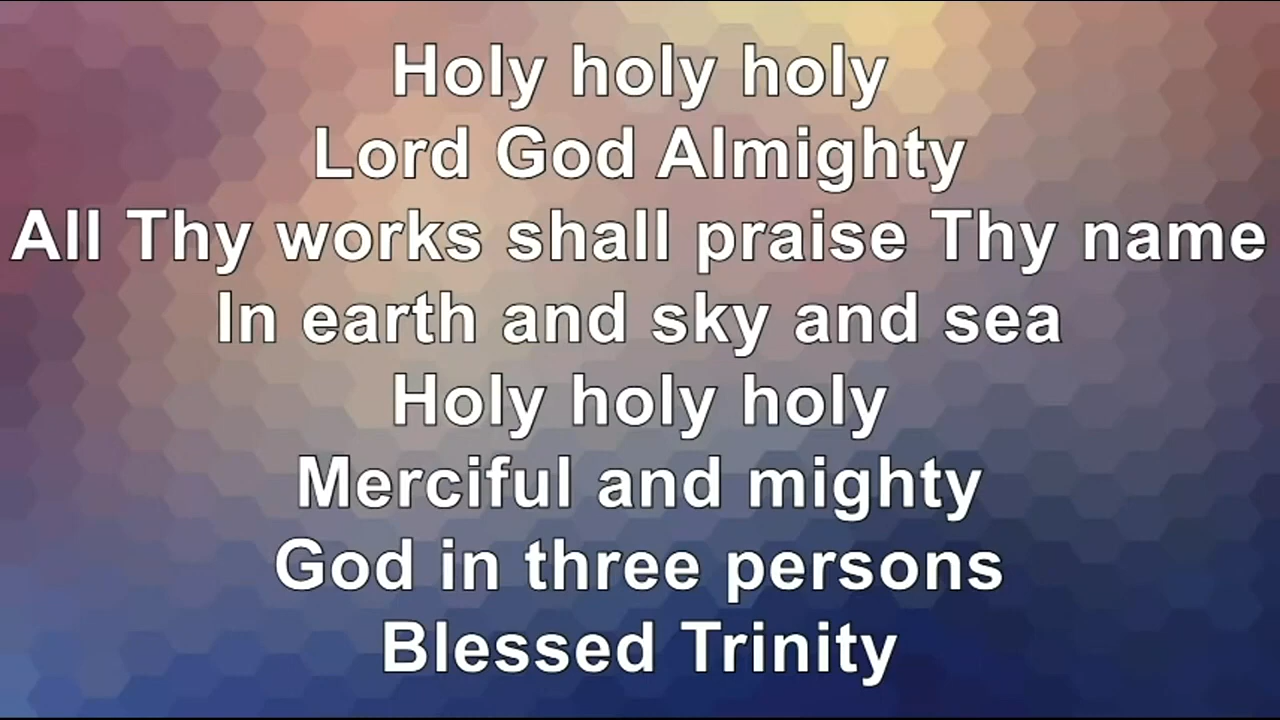 Holy holy holy
Lord God Almighty
All Thy works shall praise Thy name
In earth and sky and sea
Holy holy holy
Merciful and mighty
God in three persons
Blessed Trinity